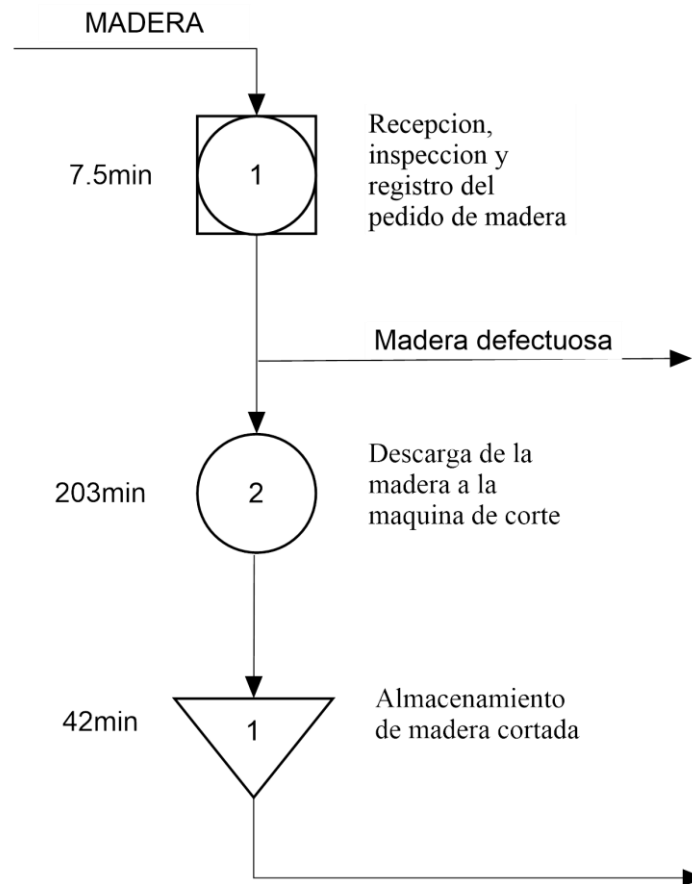 MADERA
7.5min
1
Recepcion,
inspeccion y
registro del
pedido de madera
Madera defectuosa
203min
2
Descarga de la
madera a la
maquina de corte
42min
1
Almacenamiento
de madera cortada